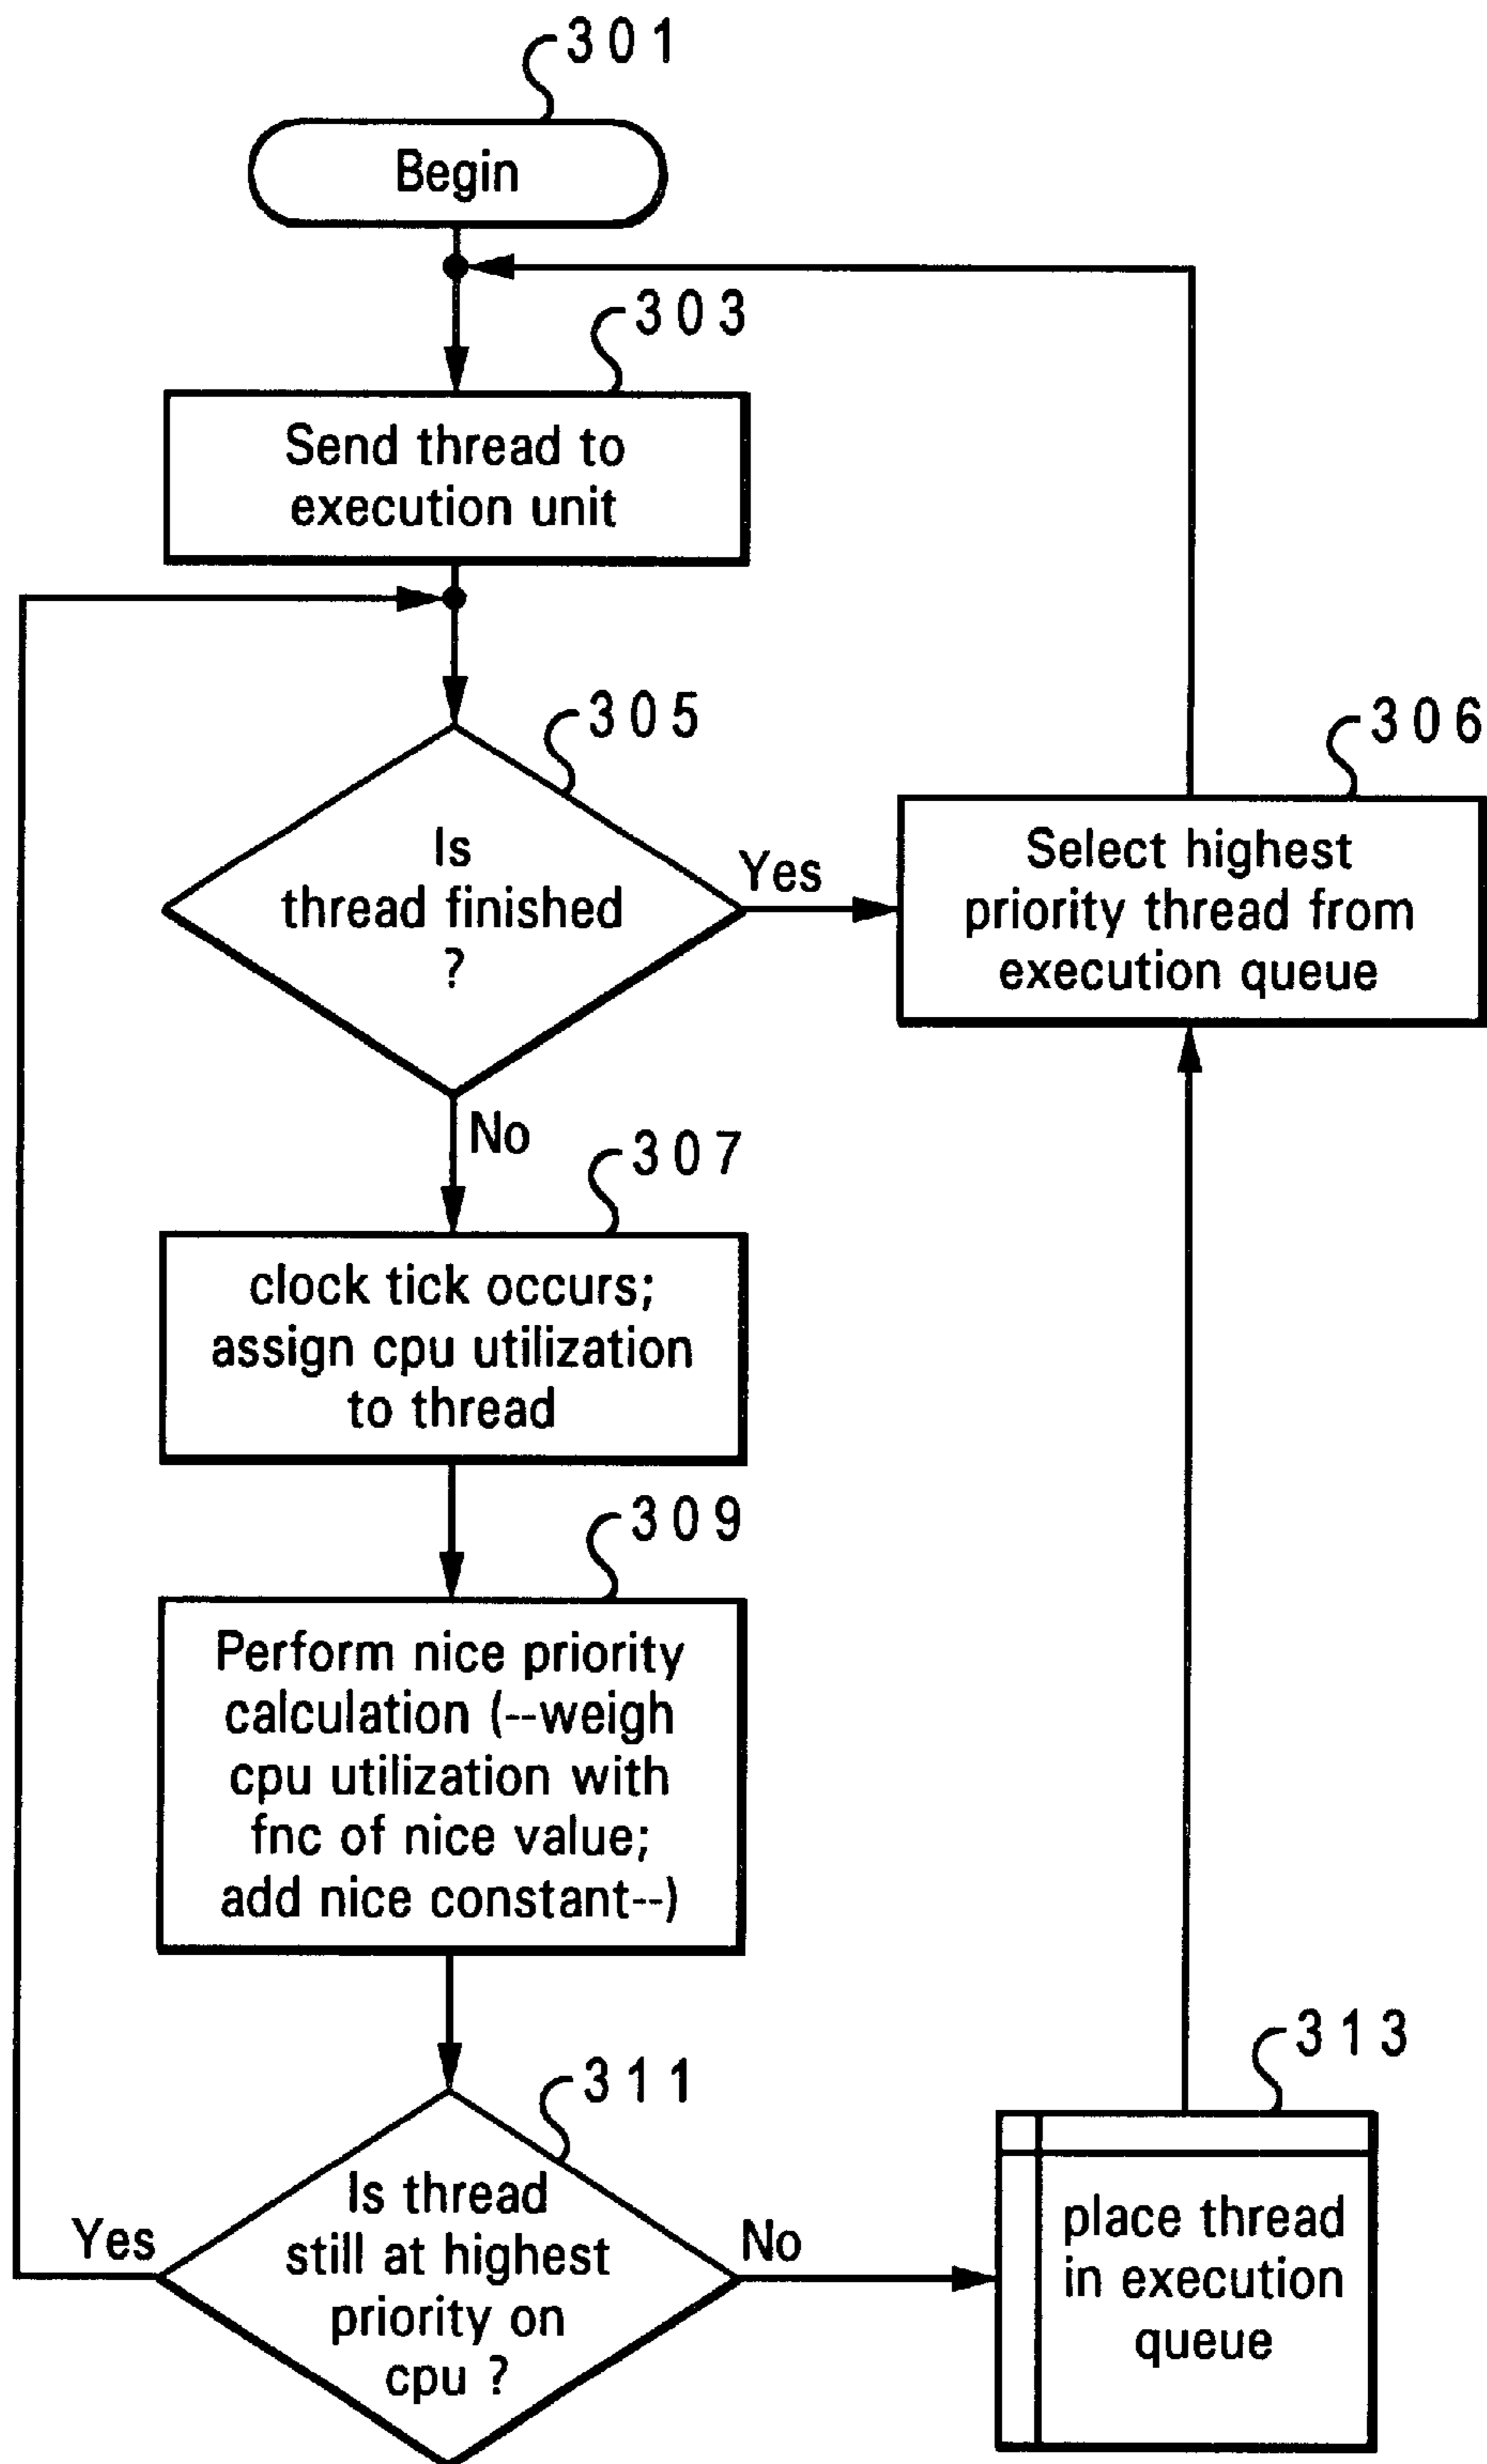 301
Begin
303
Send thread to
execution unit
305
Is
thread finished
?
Yes
306
Select highest
priority thread from
execution queue
No
307
clock tick occurs;
assign cpu utilization
to thread
309
Perform nice priority
calculation (--weigh
cpu utilization with
fnc of nice value;
add nice constant--)
311
Is thread
still at highest
priority on
cpu ?
Yes
No
313
place thread
in execution
queue